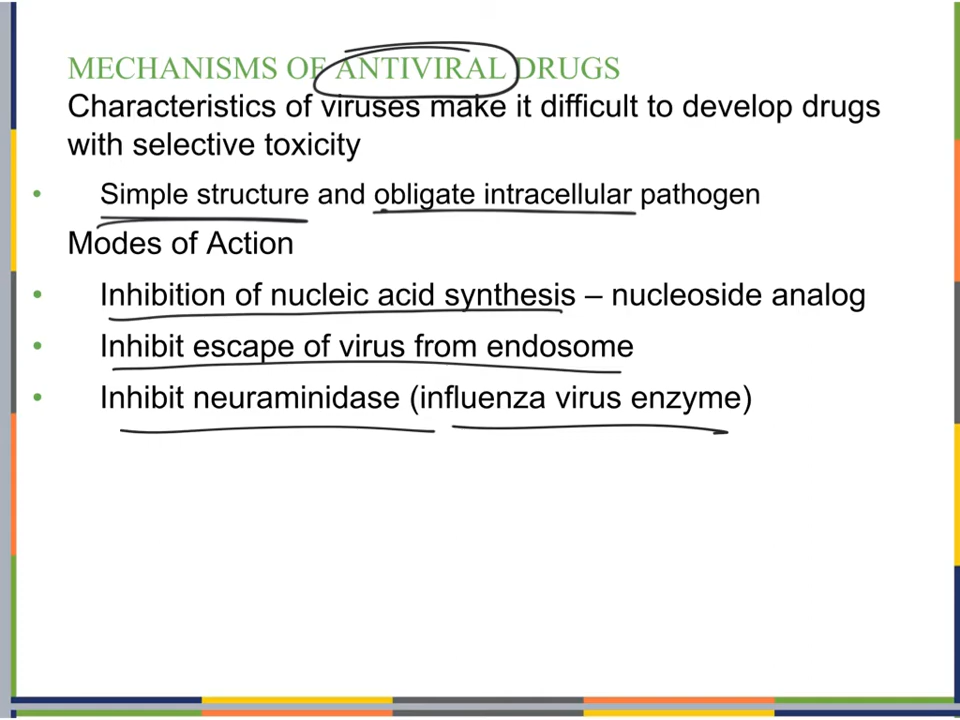 MECHANISMS OF ANTIVIRAL DRUGS
Characteristics of viruses make it difficult to develop drugs
with selective toxicity
• Simple structure and obligate intracellular pathogen
Modes of Action
• Inhibition of nucleic acid synthesis – nucleoside analog
• Inhibit escape of virus from endosome
• Inhibit neuraminidase (influenza virus enzyme)